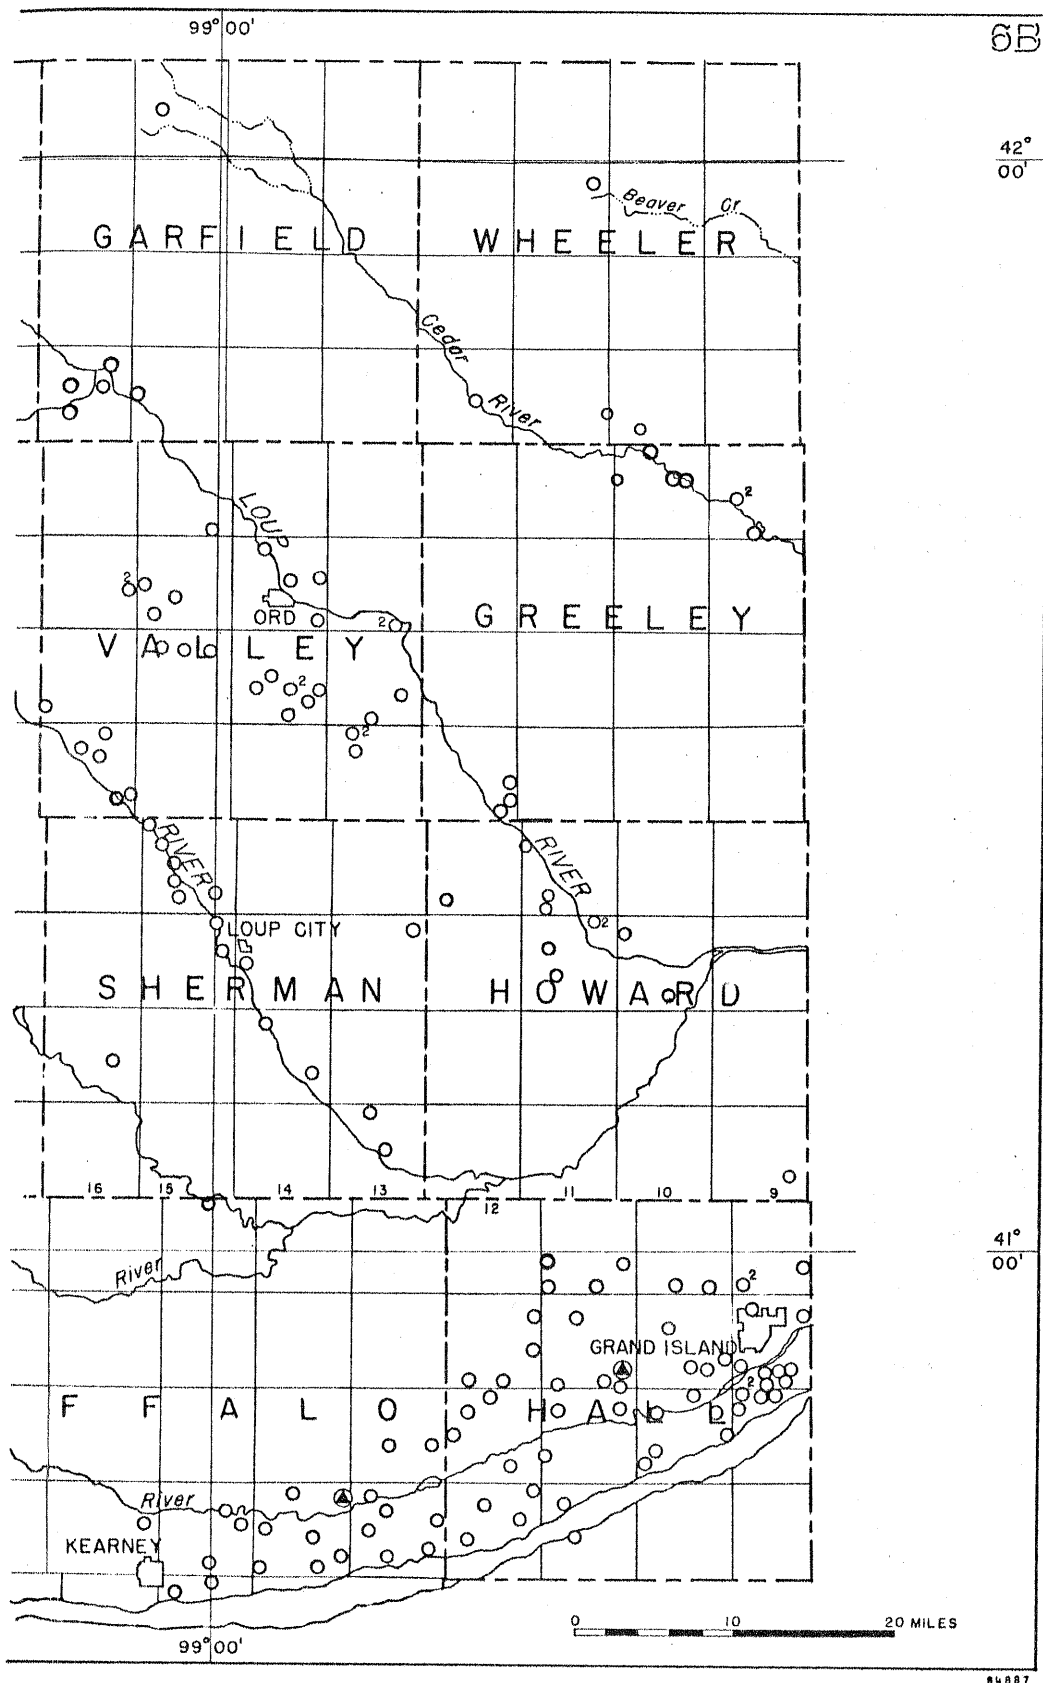 99° 00'
6B
42°
00'
Beaver Cr
GARFIELD WHEELER
Cedar
River
2
LOUP
2
ORD
2
GREELEY
VALLEY
2
2
RIVER
RIVER
2
LOUP CITY
SHERMAN HOWARD
16 15 14 13 12 11 10 9
41°
00'
River
2
GRAND ISLAND
2
FFALO HALL
River
KEARNEY
0 10 20 MILES
99° 00'
84887